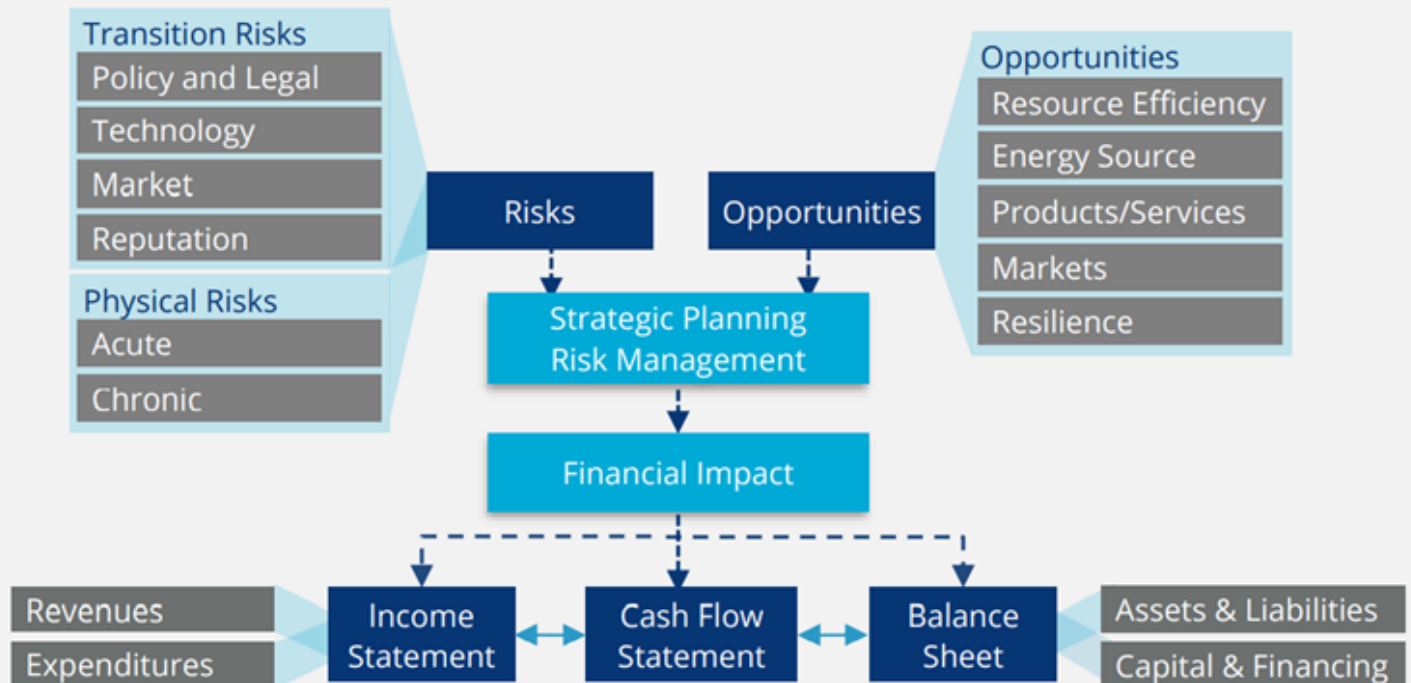 Transition Risks
Policy and Legal
Technology
Market
Reputation
Physical Risks
Acute
Chronic
Risks
Opportunities
Opportunities
Resource Efficiency
Energy Source
Products/Services
Markets
Resilience
Strategic Planning
Risk Management
Financial Impact
Revenues
Expenditures
Income
Statement
Cash Flow
Statement
Balance
Sheet
Assets & Liabilities
Capital & Financing